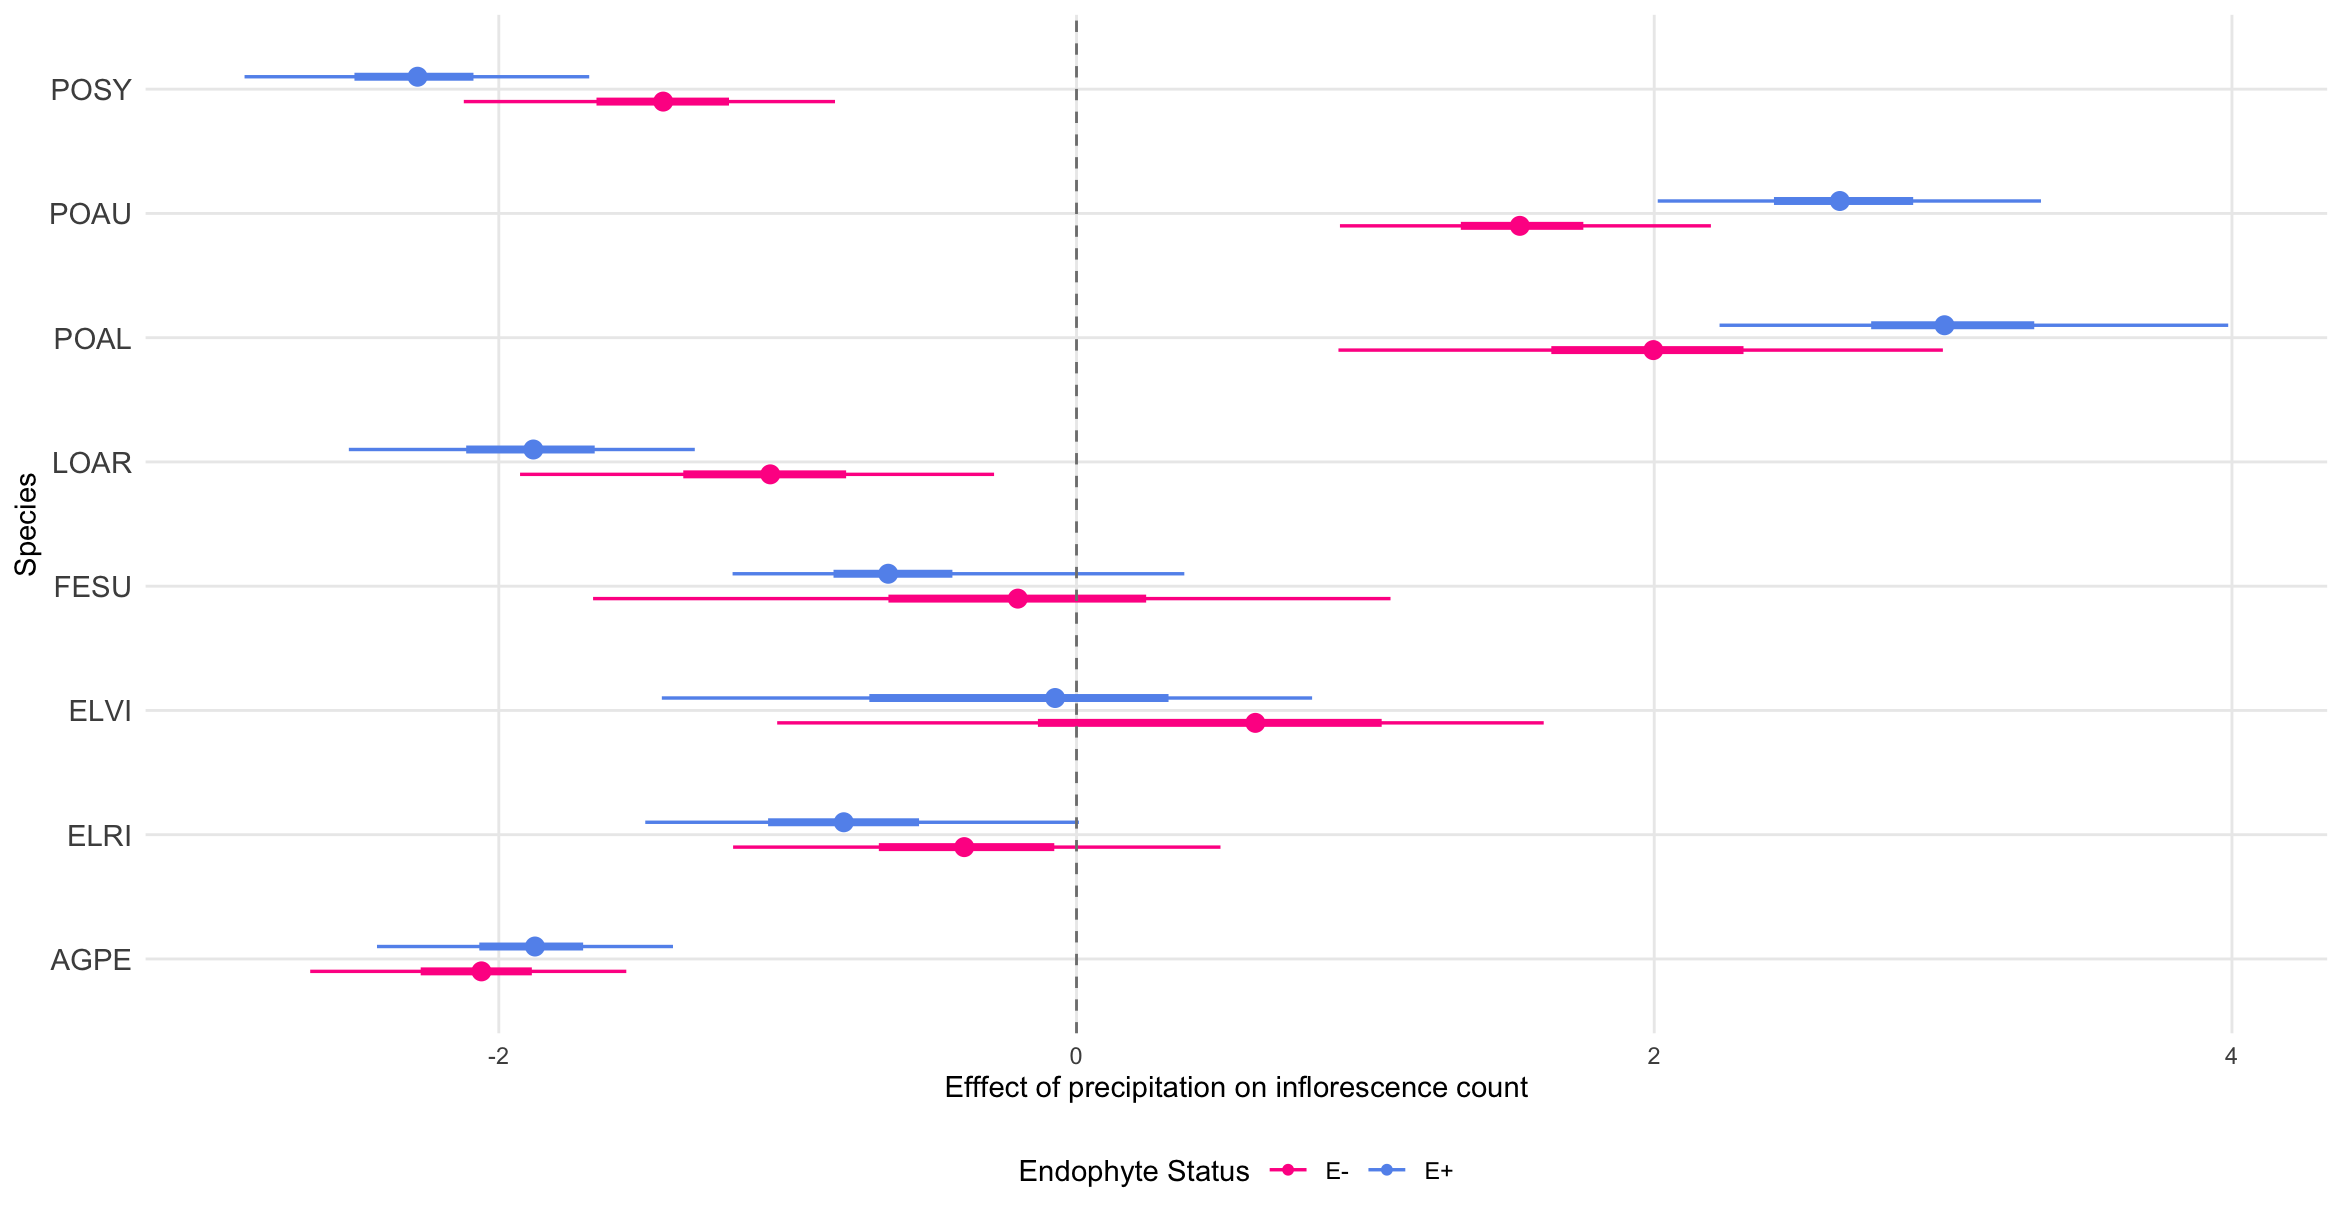 POSY
POAU
POAL
LOAR
FESU
ELVI
ELRI
AGPE
Species
-2 0 2 4
Efffect of precipitation on inflorescence count
Endophyte Status E- E+